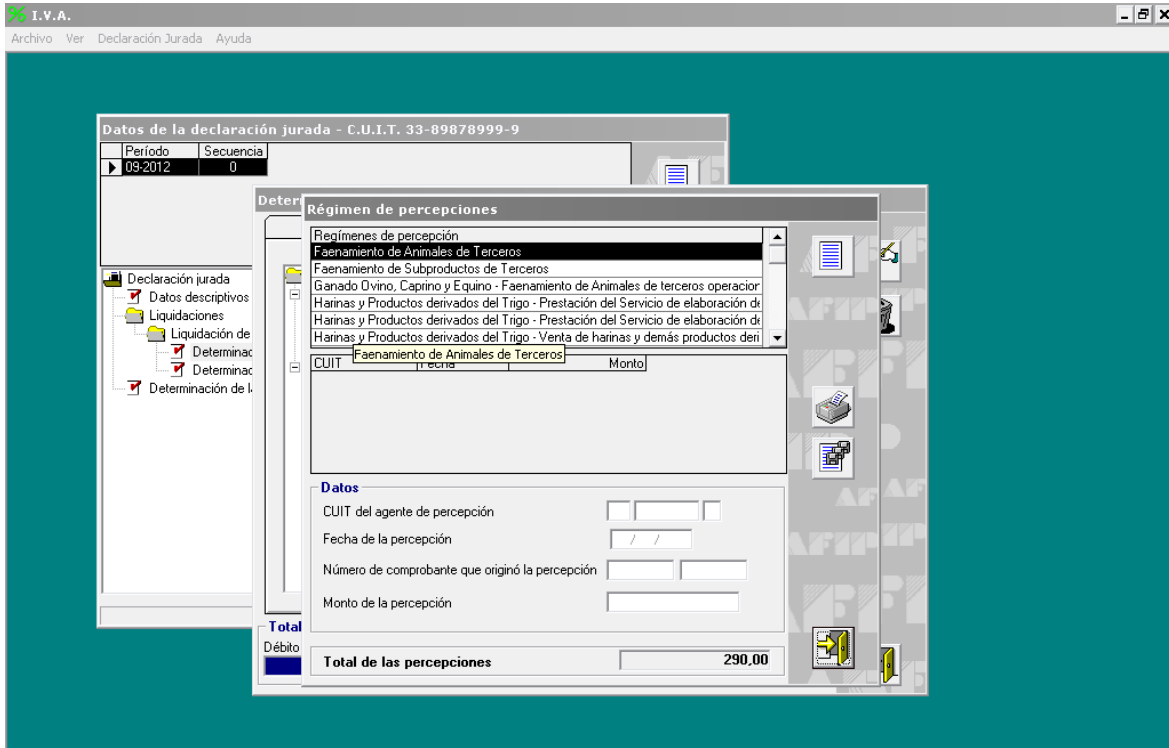 I.V.A.
Archivo Ver Declaración Jurada Ayuda
Datos de la declaración jurada - C.U.I.T. 33-89878999-9
Período Secuencia
09-2012 0
Declaración jurada
Datos descriptivos
Liquidaciones
Liquidación de
Determinac
Determinac
Determinación de l
Deter
Total
Débito
Régimen de percepciones
Regímenes de percepción
Faenamiento de Animales de Terceros
Faenamiento de Subproductos de Terceros
Ganado Ovino, Caprino y Equino - Faenamiento de Animales de terceros operacior
Harinas y Productos derivados del Trigo - Prestación del Servicio de elaboración de
Harinas y Productos derivados del Trigo - Prestación del Servicio de elaboración de
Harinas y Productos derivados del Trigo - Venta de harinas y demás productos deri
Faenamiento de Animales de Terceros
CUIT Fecha Monto
Datos
CUIT del agente de percepción
Fecha de la percepción / /
Número de comprobante que originó la percepción
Monto de la percepción
Total de las percepciones 290,00
AFIP